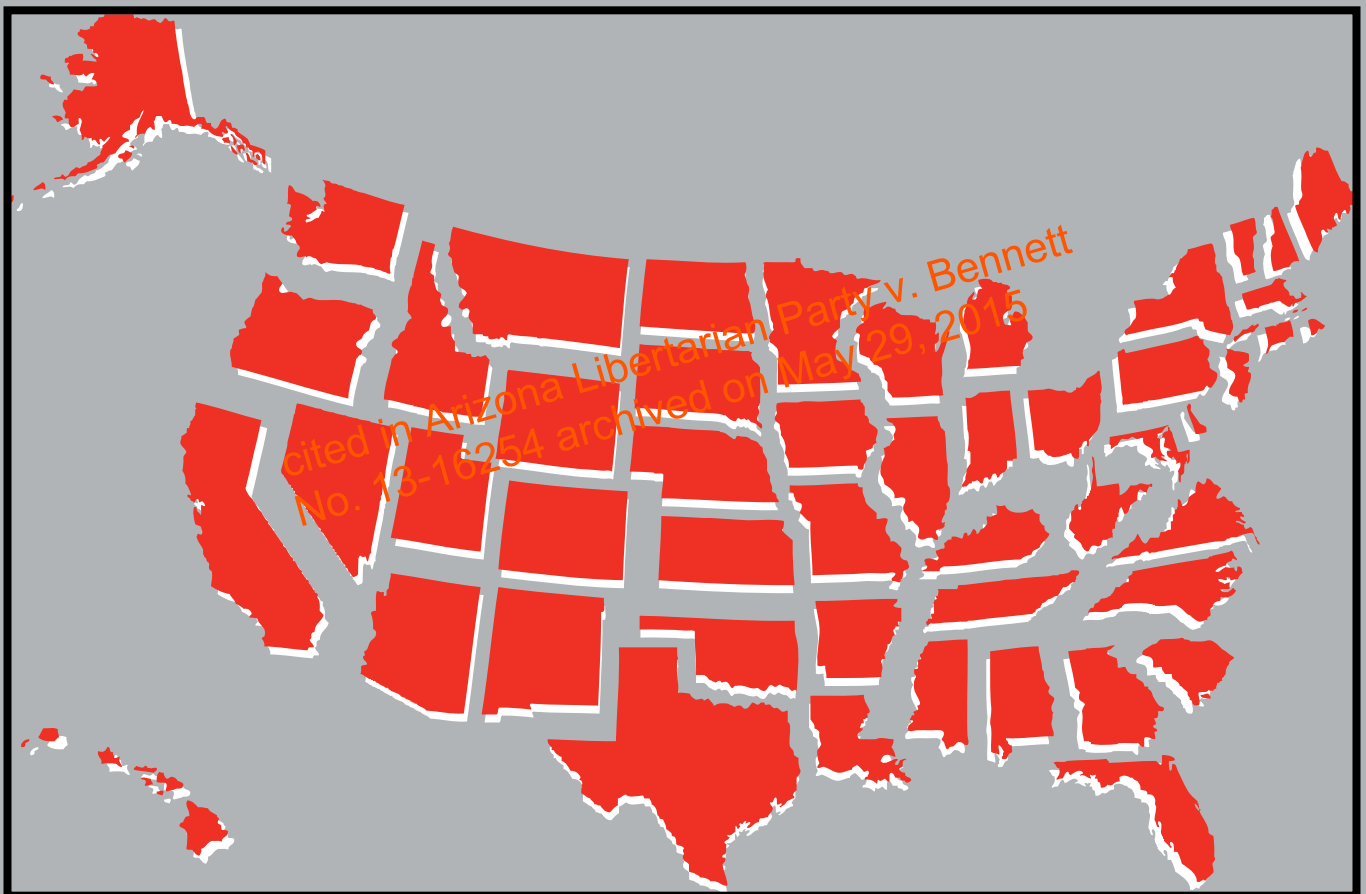 cited in Arizona Libertarian Party v. Bennett
No. 13-16254 archived on May 29, 2015